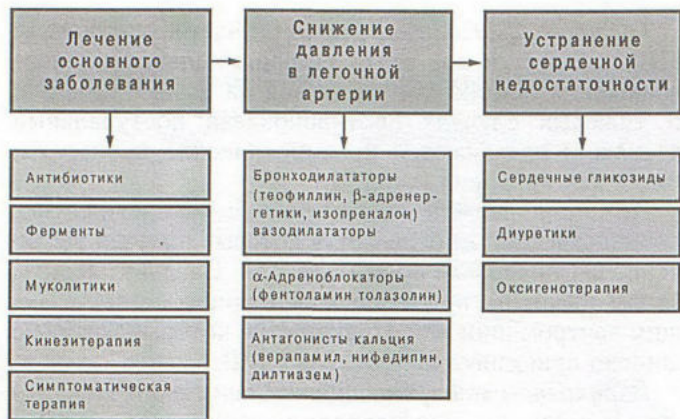 Лечение
основного
заболевания
Снижение
давления
в легочной
артерии
Устранение
сердечной
недостаточности
Антибиотики
Ферменты
Муколитики
Кинезитерапия
Симптоматическая
терапия
Бронходилататоры
(теофиллин, β-адренер-
гетики, изопреналон)
вазодилататоры
α-Адреноблокаторы
(фентоламин толазолин)
Антагонисты кальция
(верапамил, нифедипин,
дилтиазем)
Сердечные гликозиды
Диуретики
Оксигенотерапия